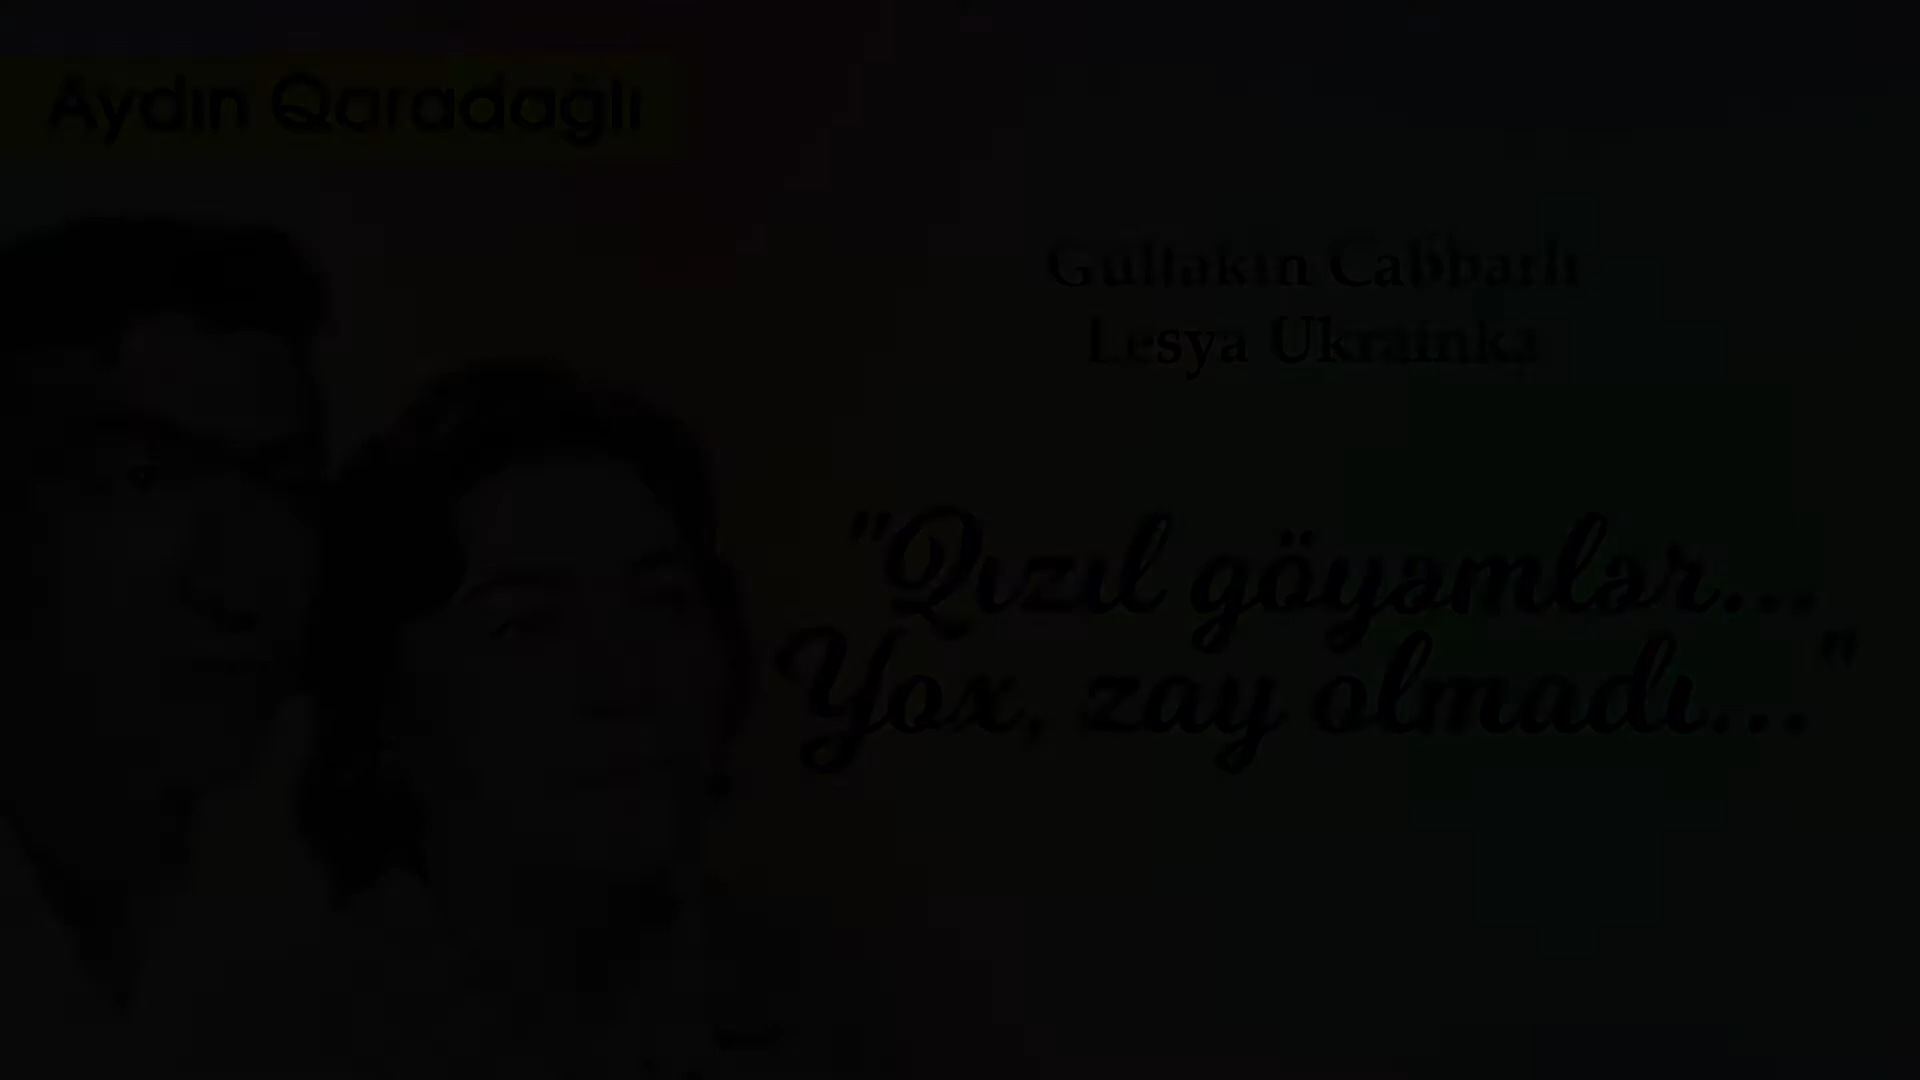 Aydın Qaradağlı
Gültəkin Cabbarlı
Lesya Ukrainka
"Qızıl göyəmlər...
Yox, zay olmadı..."